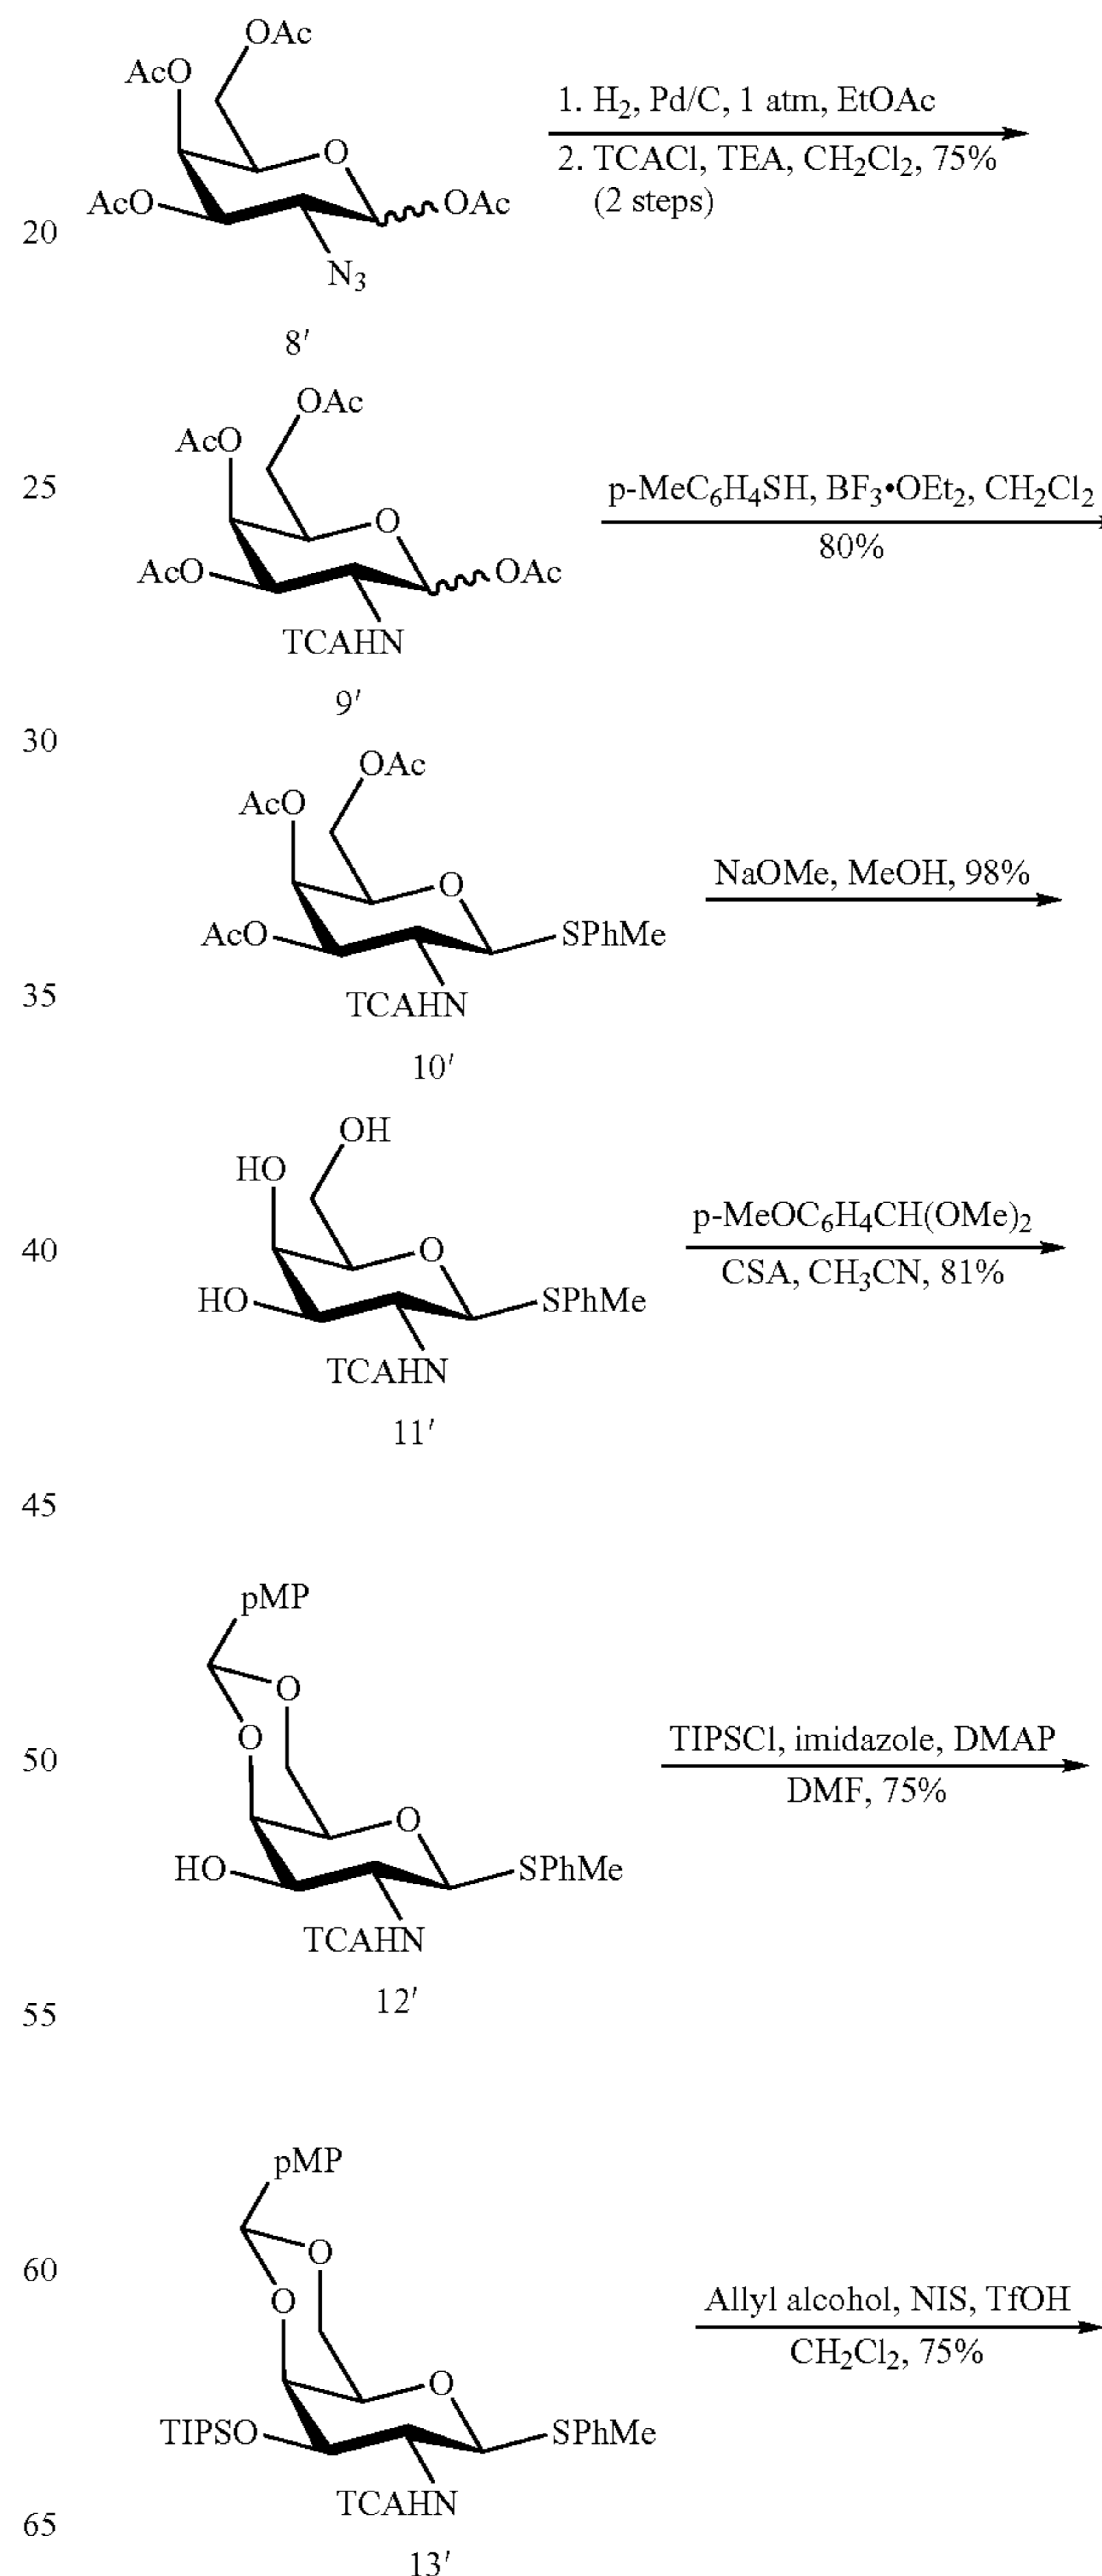 OAc
AcO
1. H₂, Pd/C, 1 atm, EtOAc
O
2. TCACl, TEA, CH₂Cl₂, 75%
(2 steps)
AcO
OAc
20
N₃
8′
OAc
AcO
25
p-MeC₆H₄SH, BF₃•OEt₂, CH₂Cl₂
O
80%
AcO
OAc
TCAHN
9′
30
OAc
AcO
NaOMe, MeOH, 98%
O
AcO
SPhMe
35
TCAHN
10′
OH
HO
p-MeOC₆H₄CH(OMe)₂
40
O
CSA, CH₃CN, 81%
HO
SPhMe
TCAHN
11′
45
pMP
O
O
50
TIPSCl, imidazole, DMAP
DMF, 75%
O
HO
SPhMe
TCAHN
12′
55
pMP
O
60
O
Allyl alcohol, NIS, TfOH
CH₂Cl₂, 75%
O
TIPSO
SPhMe
TCAHN
65
13′